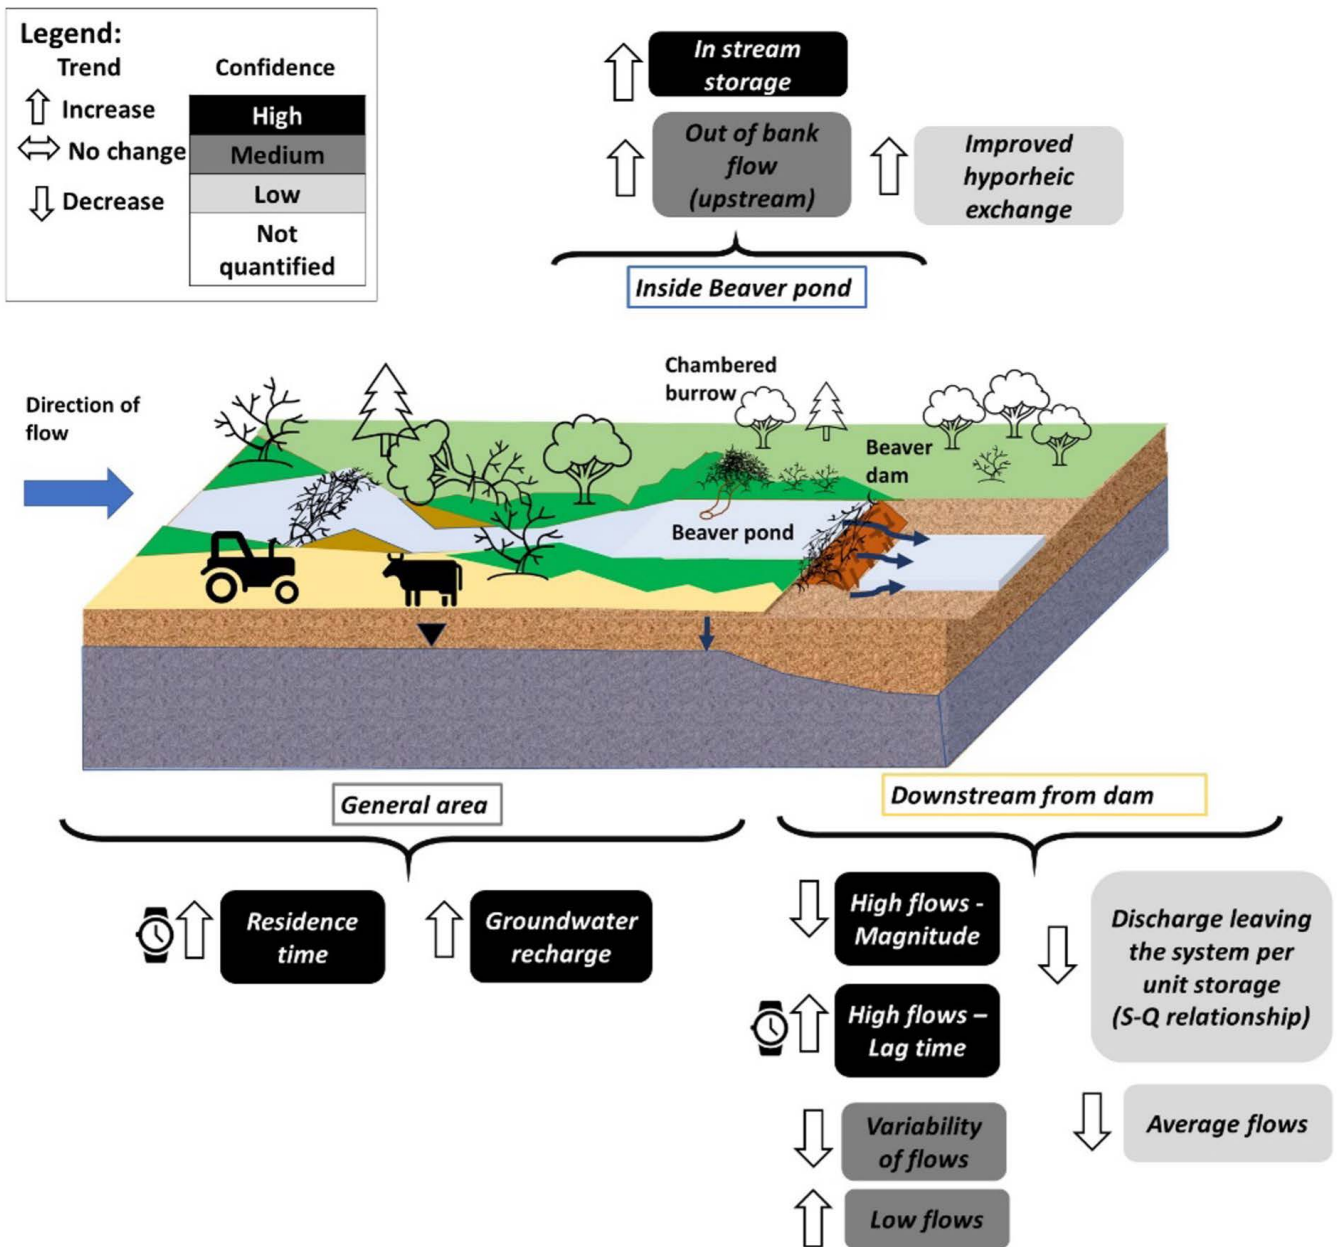 Legend:
Trend
Confidence
Increase
No change
Decrease
High
Medium
Low
Not
quantified
In stream
storage
Out of bank
flow
(upstream)
Improved
hyporheic
exchange
Inside Beaver pond
Direction of
flow
Chambered
burrow
Beaver
dam
Beaver pond
General area
Residence
time
Groundwater
recharge
Downstream from dam
High flows -
Magnitude
High flows –
Lag time
Variability
of flows
Low flows
Discharge leaving
the system per
unit storage
(S-Q relationship)
Average flows